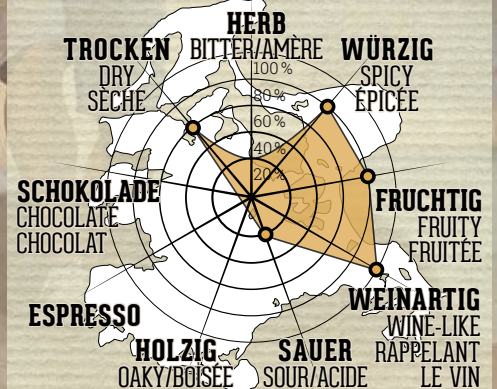 HERB
BITTER/AMÈRE
TROCKEN
DRY
SÈCHE
WÜRZIG
SPICY
ÉPICÉE
100%
80%
60%
40%
20%
SCHOKOLADE
CHOCOLATE
CHOCOLAT
FRUCHTIG
FRUITY
FRUITÉE
ESPRESSO
WEINARTIG
WINE-LIKE
RAPPELANT
LE VIN
HOLZIG
OAKY/BOISÉE
SAUER
SOUR/ACIDE